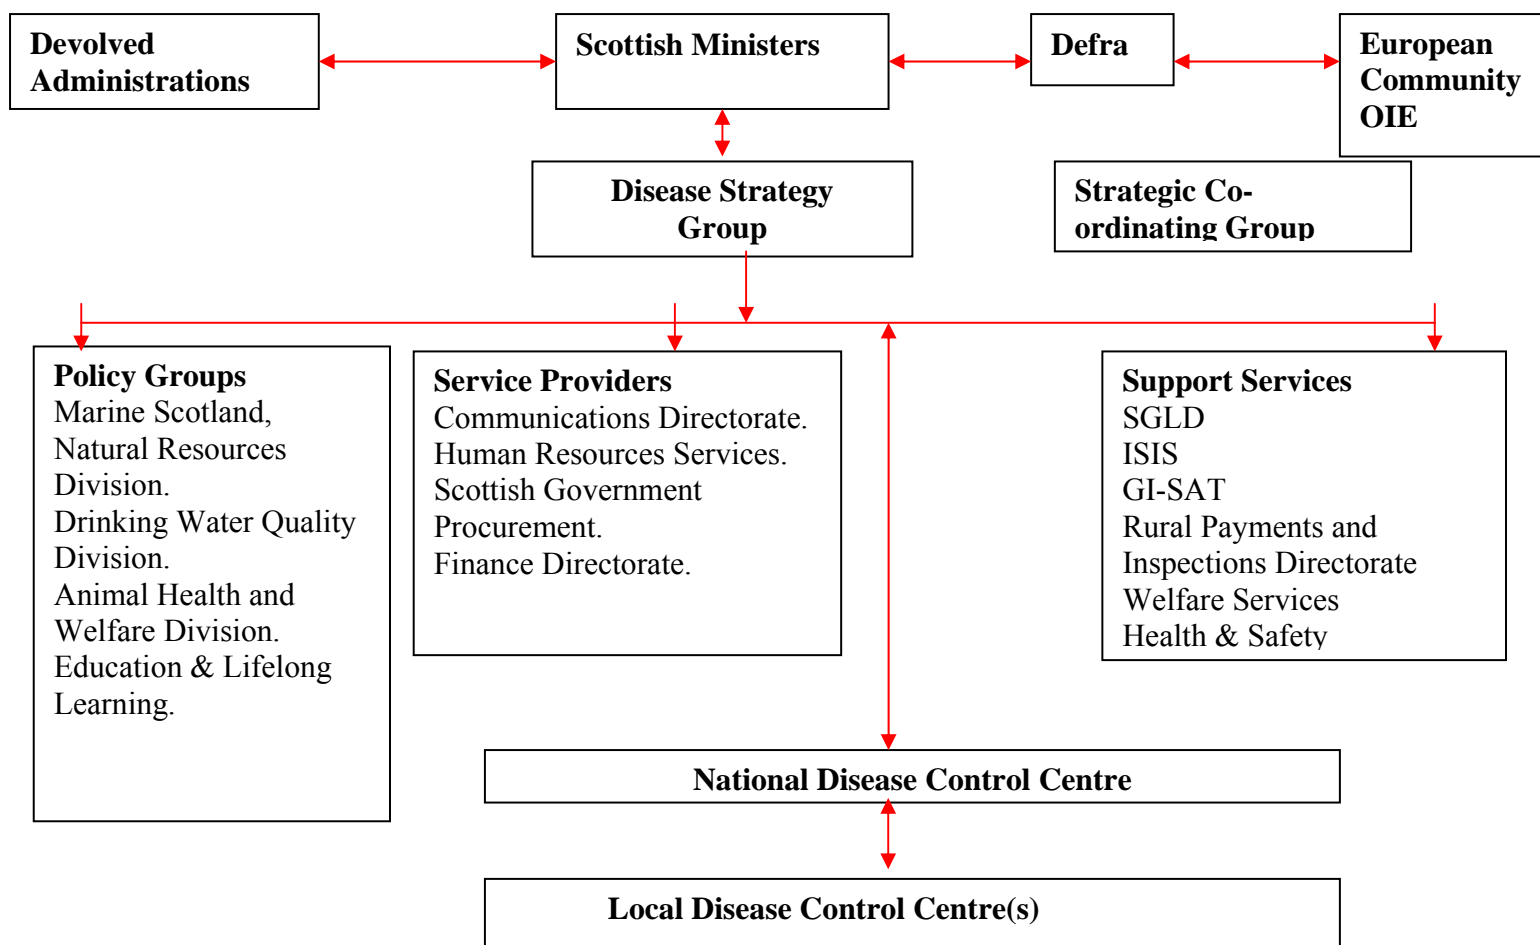 Devolved
Administrations
Scottish Ministers
Defra
European
Community
OIE
Disease Strategy
Group
Strategic Co-
ordinating Group
Policy Groups
Marine Scotland,
Natural Resources
Division.
Drinking Water Quality
Division.
Animal Health and
Welfare Division.
Education & Lifelong
Learning.
Service Providers
Communications Directorate.
Human Resources Services.
Scottish Government
Procurement.
Finance Directorate.
Support Services
SGLD
ISIS
GI-SAT
Rural Payments and
Inspections Directorate
Welfare Services
Health & Safety
National Disease Control Centre
Local Disease Control Centre(s)